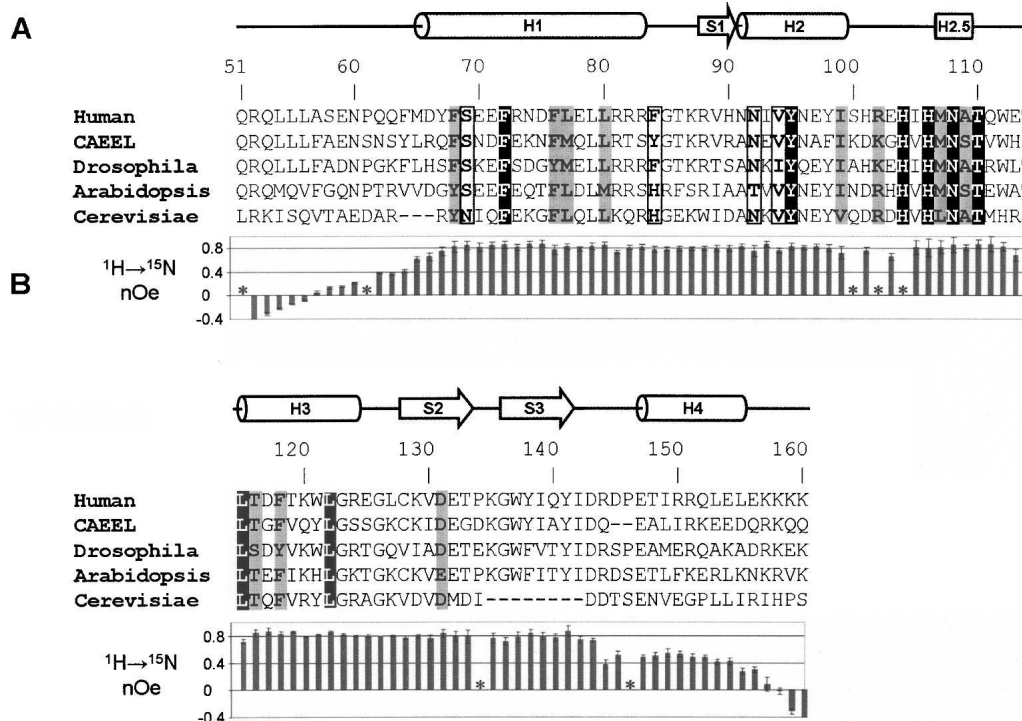 A
H1 S1 H2 H2.5
51 60 70 80 90 100 110
Human QRQLLLASENPQQFMDYFSEEFRNDFLELLRRRFGTKRVHNNIVYNEYISHREHIHMNATQWE
CAEEL QRQLLLFAENSNSYLRQFSNDFEKNFMQLLRTSYGTKRVRANEVYNAFIKDKGHVHMNSTVWH
Drosophila QRQLLLFADNPGKFLHSFSKEFSDGYMELLRKRFGTKRTSANKIYQEYIAHKEHIHMNATRWL
Arabidopsis QRQMQVFGQNPTRVVDGYSEEFEQTFLDLMRRSHRFSRIAATVVYNEYINDRHHVHMNSTEWA
Cerevisiae LRKISQVTAEDAR---RYNIQFEKGFLQLLKQRHGEKWIDANKVYNEYVQDRDHVHLNATMHR
B
¹H→¹⁵N
nOe
0.8
0.4
0
-0.4
* * * * *
H3 S2 S3 H4
120 130 140 150 160
Human LTDFTKWLGREGLCKVDETPKGWYIQYIDRDPETIRRQLELEKKKK
CAEEL LTGFVQYLGSSGKCKIDEGDKGWYIAYIDQ--EALIRKEEDQRKQQ
Drosophila LSDYVKWLGRTGQVIADETEKGWFVTYIDRSPEAMERQAKADRKEK
Arabidopsis LTEFIKHLGKTGKCKVEETPKGWFITYIDRDSETLFKERLKNKRVK
Cerevisiae LTQFVRYLGRAGKVDVDMDI--------DDTSENVEGPLLIRIHPS
¹H→¹⁵N
nOe
0.8
0.4
0
-0.4
* *